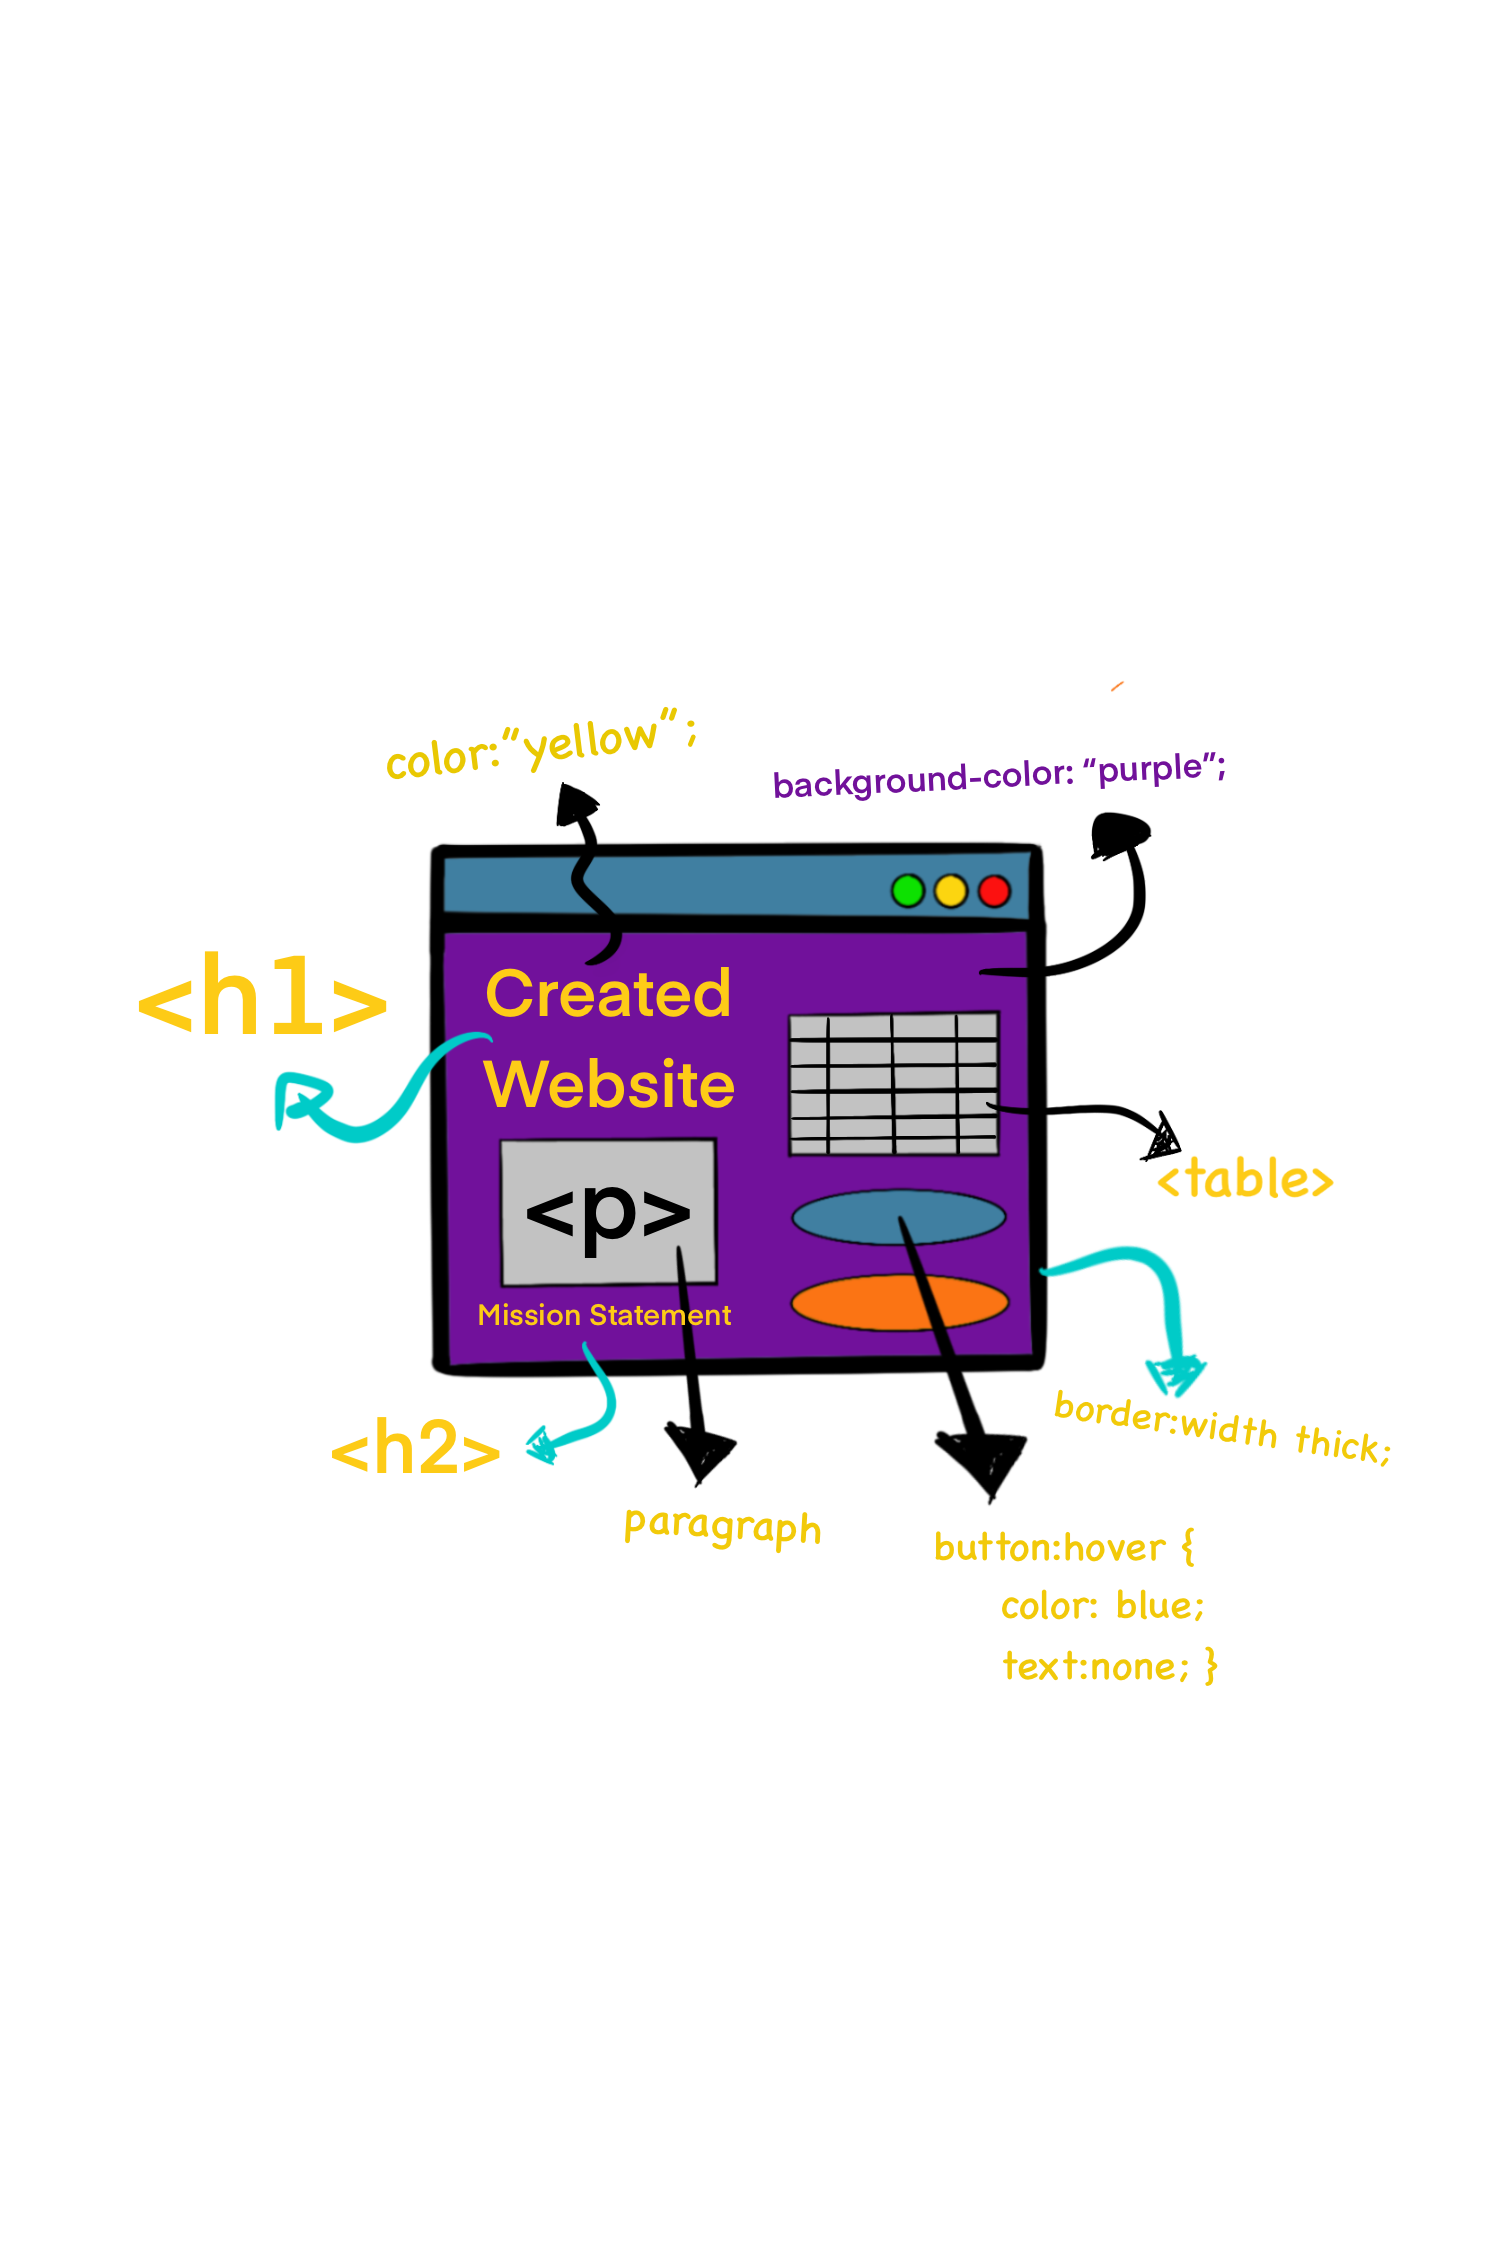 color:“yellow”;
background-color: “purple”;
<h1>
Created
Website
<table>
<p>
Mission Statement
<h2>
border:width thick;
paragraph
button:hover {
color: blue;
text:none; }